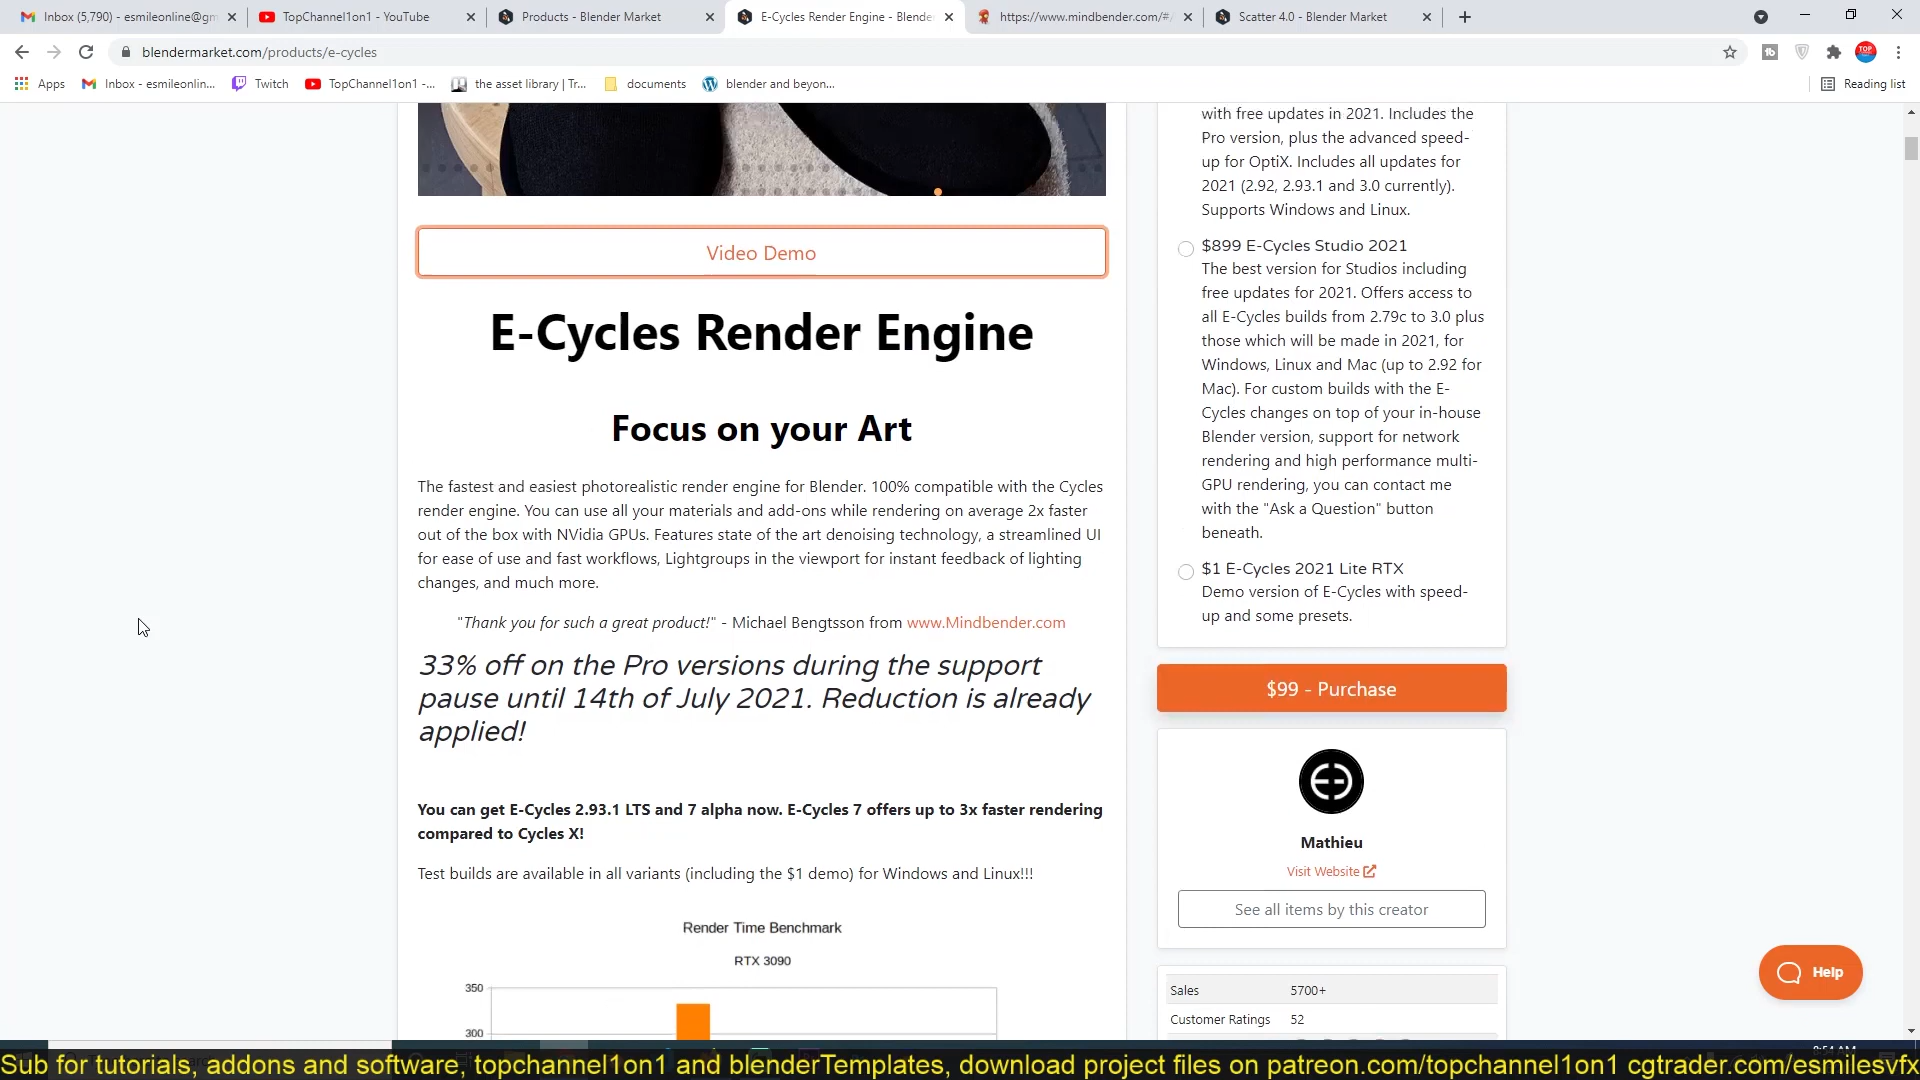 Inbox (5,790) - esmileonline@gm
TopChannel1on1 - YouTube
Products - Blender Market
E-Cycles Render Engine - Blende
https://www.mindbender.com/#/
Scatter 4.0 - Blender Market
blendermarket.com/products/e-cycles
Apps
Inbox - esmileonlin...
Twitch
TopChannel1on1 -...
the asset library | Tr...
documents
blender and beyon...
Reading list
Video Demo
E-Cycles Render Engine
Focus on your Art
The fastest and easiest photorealistic render engine for Blender. 100% compatible with the Cycles
render engine. You can use all your materials and add-ons while rendering on average 2x faster
out of the box with NVidia GPUs. Features state of the art denoising technology, a streamlined UI
for ease of use and fast workflows, Lightgroups in the viewport for instant feedback of lighting
changes, and much more.
"Thank you for such a great product!" - Michael Bengtsson from www.Mindbender.com
33% off on the Pro versions during the support
pause until 14th of July 2021. Reduction is already
applied!
You can get E-Cycles 2.93.1 LTS and 7 alpha now. E-Cycles 7 offers up to 3x faster rendering
compared to Cycles X!
Test builds are available in all variants (including the $1 demo) for Windows and Linux!!!
Render Time Benchmark
RTX 3090
350
300
with free updates in 2021. Includes the
Pro version, plus the advanced speed-
up for OptiX. Includes all updates for
2021 (2.92, 2.93.1 and 3.0 currently).
Supports Windows and Linux.
$899 E-Cycles Studio 2021
The best version for Studios including
free updates for 2021. Offers access to
all E-Cycles builds from 2.79c to 3.0 plus
those which will be made in 2021, for
Windows, Linux and Mac (up to 2.92 for
Mac). For custom builds with the E-
Cycles changes on top of your in-house
Blender version, support for network
rendering and high performance multi-
GPU rendering, you can contact me
with the "Ask a Question" button
beneath.
$1 E-Cycles 2021 Lite RTX
Demo version of E-Cycles with speed-
up and some presets.
$99 - Purchase
Mathieu
Visit Website
See all items by this creator
Sales 5700+
Customer Ratings 52
Help
Sub for tutorials, addons and software, topchannel1on1 and blenderTemplates, download project files on patreon.com/topchannel1on1 cgtrader.com/esmilesvfx